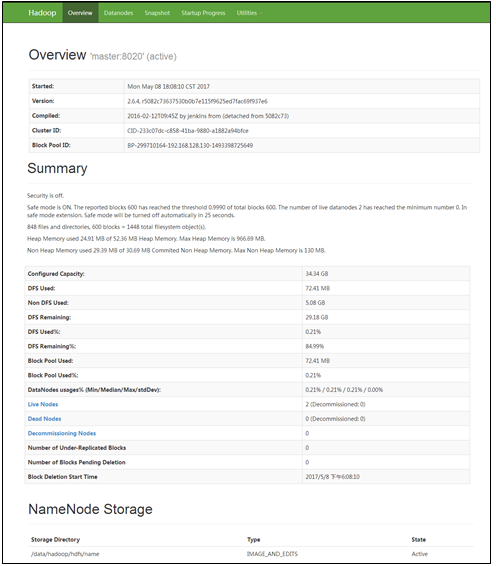 Hadoop Overview Datanodes Snapshot Startup Progress Utilities
Overview 'master:8020' (active)
Started: Mon May 08 18:08:10 CST 2017
Version: 2.6.4, r5082c73637530b0b7e115f9625ed7fac69f937e6
Compiled: 2016-02-12T09:45Z by jenkins from (detached from 5082c73)
Cluster ID: CID-233c07dc-c858-41ba-9880-a1882a94bfce
Block Pool ID: BP-299710164-192.168.128.130-1493398725649
Summary
Security is off.
Safe mode is ON. The reported blocks 600 has reached the threshold 0.9990 of total blocks 600. The number of live datanodes 2 has reached the minimum number 0. In
safe mode extension. Safe mode will be turned off automatically in 25 seconds.
848 files and directories, 600 blocks = 1448 total filesystem object(s).
Heap Memory used 24.91 MB of 52.36 MB Heap Memory. Max Heap Memory is 966.69 MB.
Non Heap Memory used 29.39 MB of 30.69 MB Commited Non Heap Memory. Max Non Heap Memory is 130 MB.
Configured Capacity: 34.34 GB
DFS Used: 72.41 MB
Non DFS Used: 5.08 GB
DFS Remaining: 29.18 GB
DFS Used%: 0.21%
DFS Remaining%: 84.99%
Block Pool Used: 72.41 MB
Block Pool Used%: 0.21%
DataNodes usages% (Min/Median/Max/stdDev): 0.21% / 0.21% / 0.21% / 0.00%
Live Nodes 2 (Decommissioned: 0)
Dead Nodes 0 (Decommissioned: 0)
Decommissioning Nodes 0
Number of Under-Replicated Blocks 0
Number of Blocks Pending Deletion 0
Block Deletion Start Time 2017/5/8 下午6:08:10
NameNode Storage
Storage Directory Type State
/data/hadoop/hdfs/name IMAGE_AND_EDITS Active